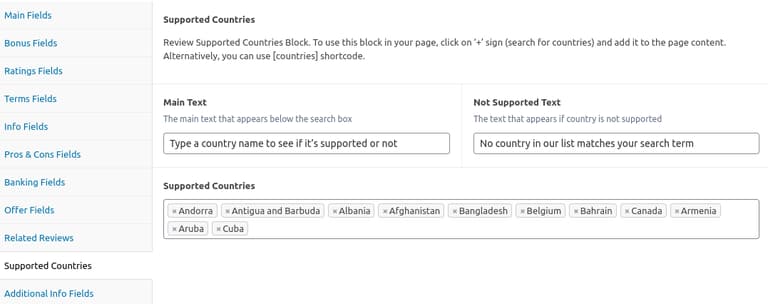 Main Fields
Bonus Fields
Ratings Fields
Terms Fields
Info Fields
Pros & Cons Fields
Banking Fields
Offer Fields
Related Reviews
Supported Countries
Additional Info Fields
Supported Countries
Review Supported Countries Block. To use this block in your page, click on '+' sign (search for countries) and add it to the page content.
Alternatively, you can use [countries] shortcode.
Main Text
The main text that appears below the search box
Type a country name to see if it's supported or not
Not Supported Text
The text that appears if country is not supported
No country in our list matches your search term
Supported Countries
×Andorra ×Antigua and Barbuda ×Albania ×Afghanistan ×Bangladesh ×Belgium ×Bahrain ×Canada ×Armenia
×Aruba ×Cuba